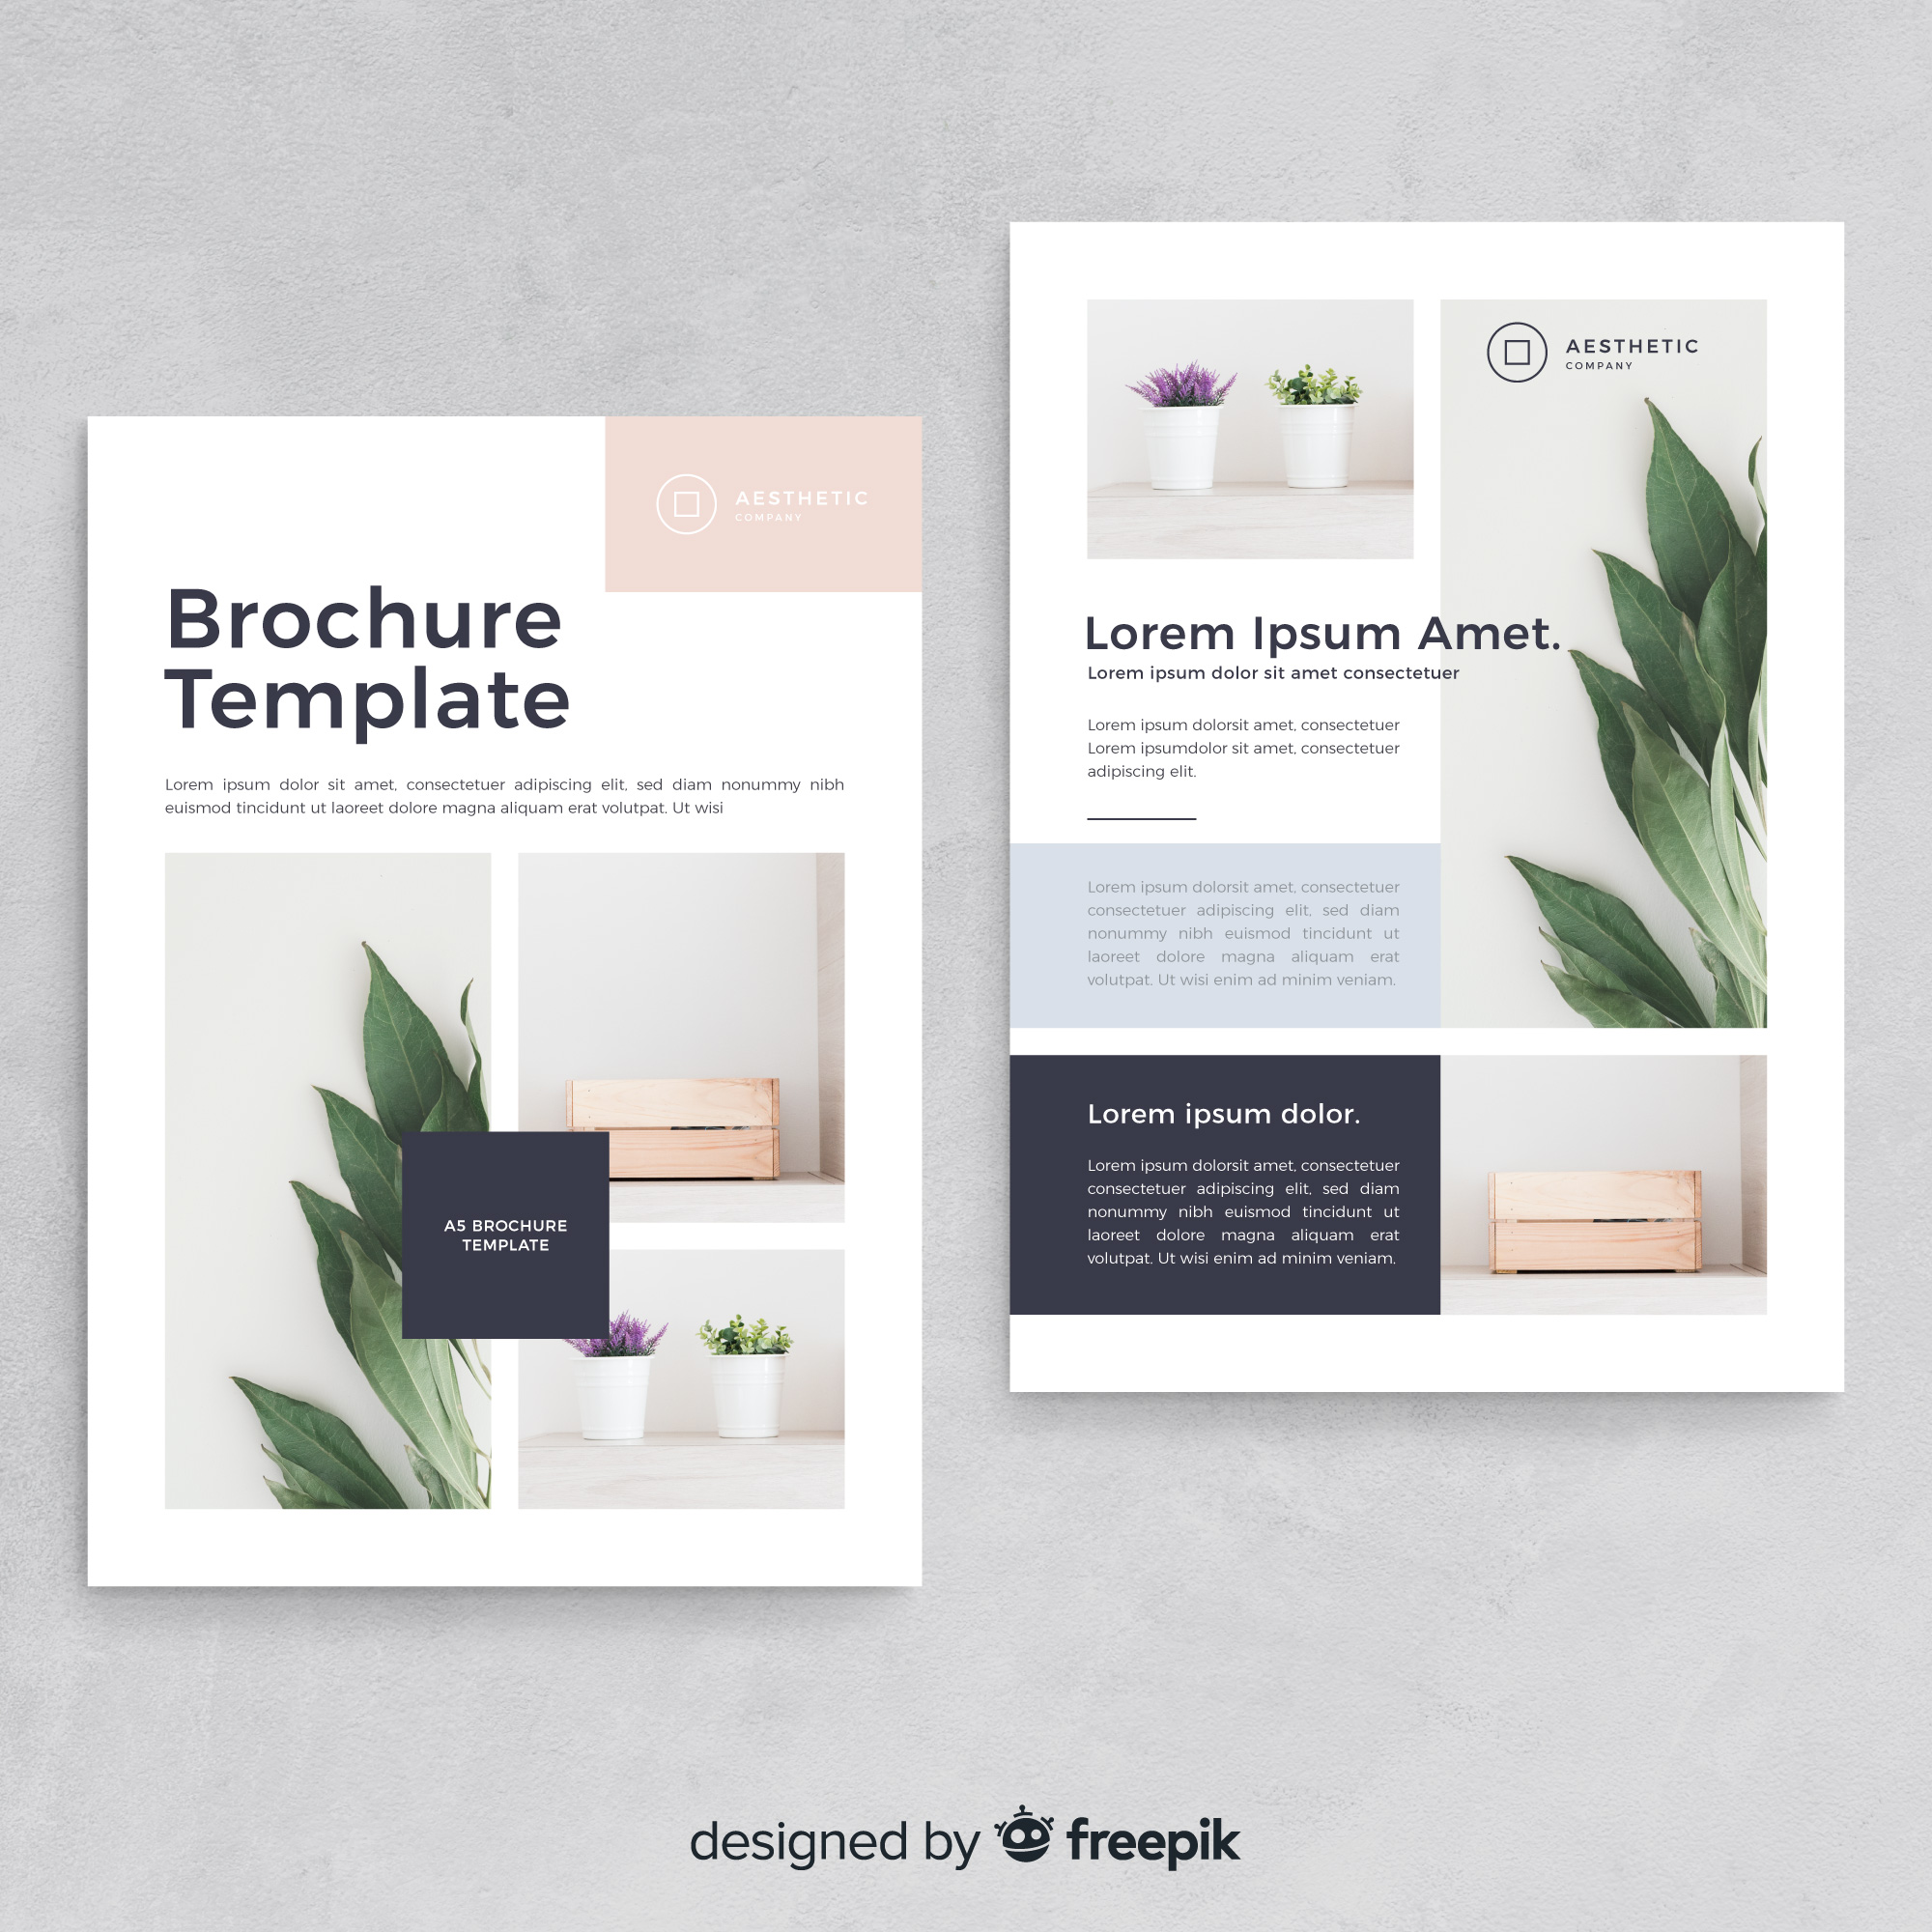 AESTHETIC
COMPANY
Brochure
Template
Lorem ipsum dolor sit amet, consectetuer adipiscing elit, sed diam nonummy nibh
euismod tincidunt ut laoreet dolore magna aliquam erat volutpat. Ut wisi
A5 BROCHURE
TEMPLATE
AESTHETIC
COMPANY
Lorem Ipsum Amet.
Lorem ipsum dolor sit amet consectetuer
Lorem ipsum dolorsit amet, consectetuer
Lorem ipsumdolor sit amet, consectetuer
adipiscing elit.
Lorem ipsum dolorsit amet, consectetuer
consectetuer adipiscing elit, sed diam
nonummy nibh euismod tincidunt ut
laoreet dolore magna aliquam erat
volutpat. Ut wisi enim ad minim veniam.
Lorem ipsum dolor.
Lorem ipsum dolorsit amet, consectetuer
consectetuer adipiscing elit, sed diam
nonummy nibh euismod tincidunt ut
laoreet dolore magna aliquam erat
volutpat. Ut wisi enim ad minim veniam.
designed by freepik